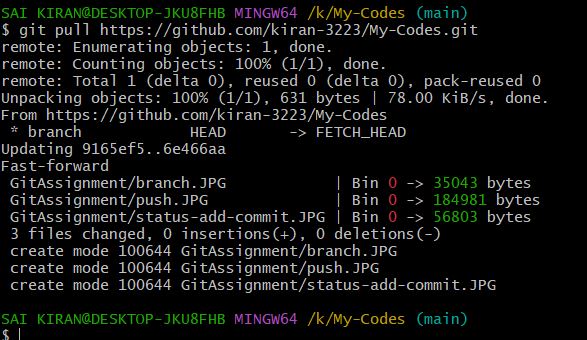 SAI KIRAN@DESKTOP-JKU8FHB MINGW64 /k/My-Codes (main)
$ git pull https://github.com/kiran-3223/My-Codes.git
remote: Enumerating objects: 1, done.
remote: Counting objects: 100% (1/1), done.
remote: Total 1 (delta 0), reused 0 (delta 0), pack-reused 0
Unpacking objects: 100% (1/1), 631 bytes | 78.00 KiB/s, done.
From https://github.com/kiran-3223/My-Codes
 * branch            HEAD       -> FETCH_HEAD
Updating 9165ef5..6e466aa
Fast-forward
 GitAssignment/branch.JPG            | Bin 0 -> 35043 bytes
 GitAssignment/push.JPG              | Bin 0 -> 184981 bytes
 GitAssignment/status-add-commit.JPG | Bin 0 -> 56803 bytes
 3 files changed, 0 insertions(+), 0 deletions(-)
 create mode 100644 GitAssignment/branch.JPG
 create mode 100644 GitAssignment/push.JPG
 create mode 100644 GitAssignment/status-add-commit.JPG
SAI KIRAN@DESKTOP-JKU8FHB MINGW64 /k/My-Codes (main)
$